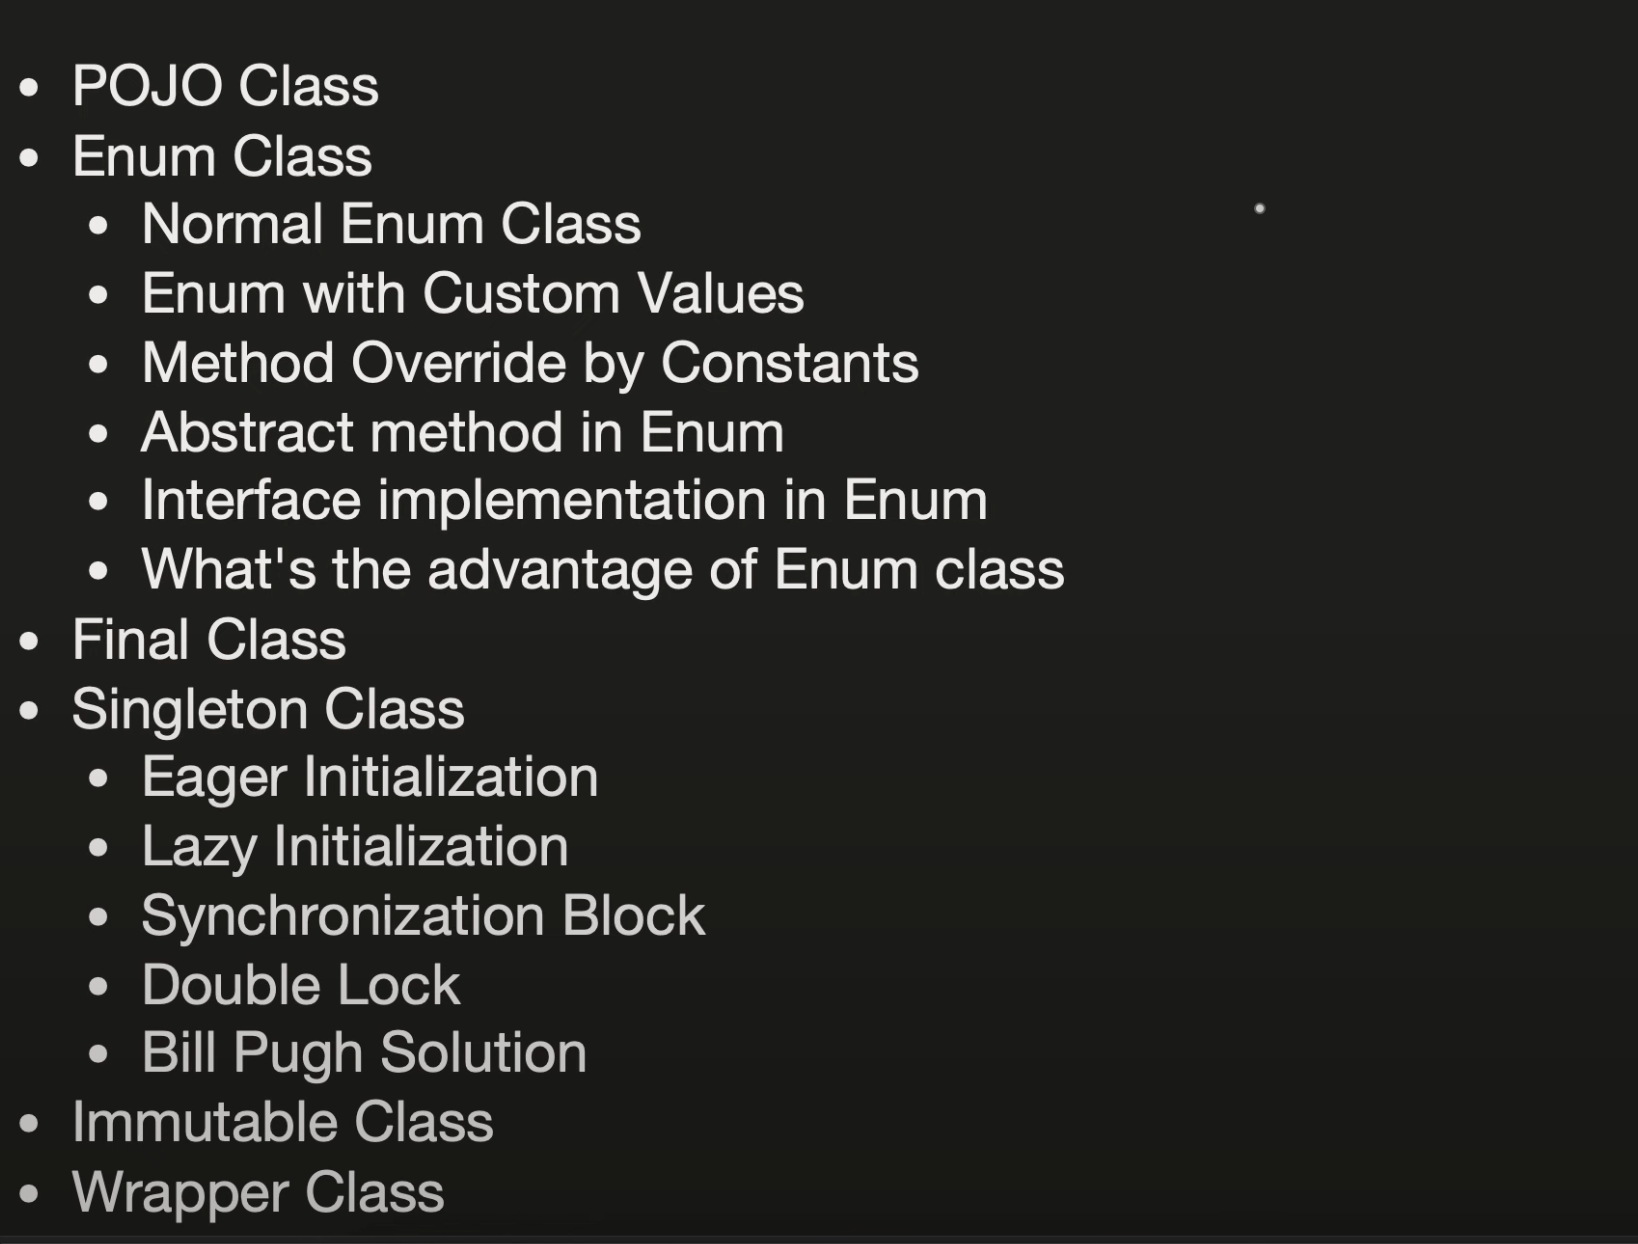 POJO Class
Enum Class
Normal Enum Class
Enum with Custom Values
Method Override by Constants
Abstract method in Enum
Interface implementation in Enum
What's the advantage of Enum class
Final Class
Singleton Class
Eager Initialization
Lazy Initialization
Synchronization Block
Double Lock
Bill Pugh Solution
Immutable Class
Wrapper Class